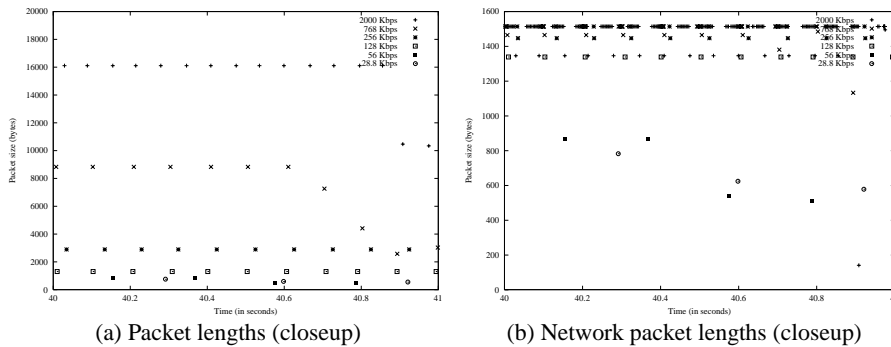 20000
18000
16000
14000
12000
10000
8000
6000
4000
2000
0
Packet size (bytes)
2000 Kbps
768 Kbps
256 Kbps
128 Kbps
56 Kbps
28.8 Kbps
40 40.2 40.4 40.6 40.8 41
Time (in seconds)
(a) Packet lengths (closeup)
1600
1400
1200
1000
800
600
400
200
0
Packet size (bytes)
2000 Kbps
768 Kbps
256 Kbps
128 Kbps
56 Kbps
28.8 Kbps
40 40.2 40.4 40.6 40.8 41
Time (in seconds)
(b) Network packet lengths (closeup)